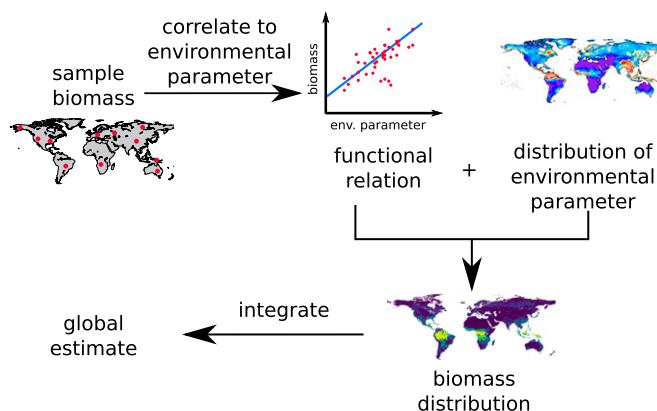 correlate to
environmental
parameter
sample
biomass
biomass
env. parameter
functional
relation
+
distribution of
environmental
parameter
integrate
global
estimate
biomass
distribution